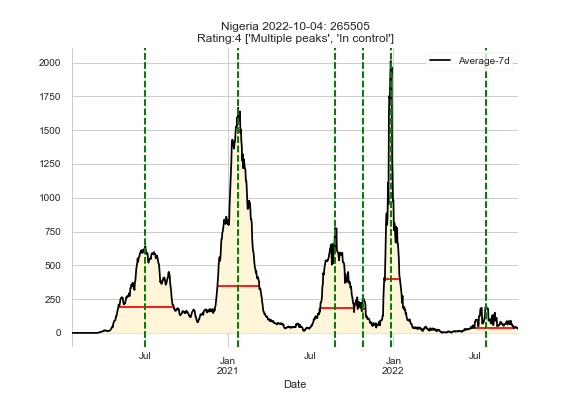 Nigeria 2022-10-04: 265505
Rating:4 ['Multiple peaks', 'In control']
Average-7d
2000
1750
1500
1250
1000
750
500
250
0
Jul
Jan
2021
Jul
Jan
2022
Jul
Date